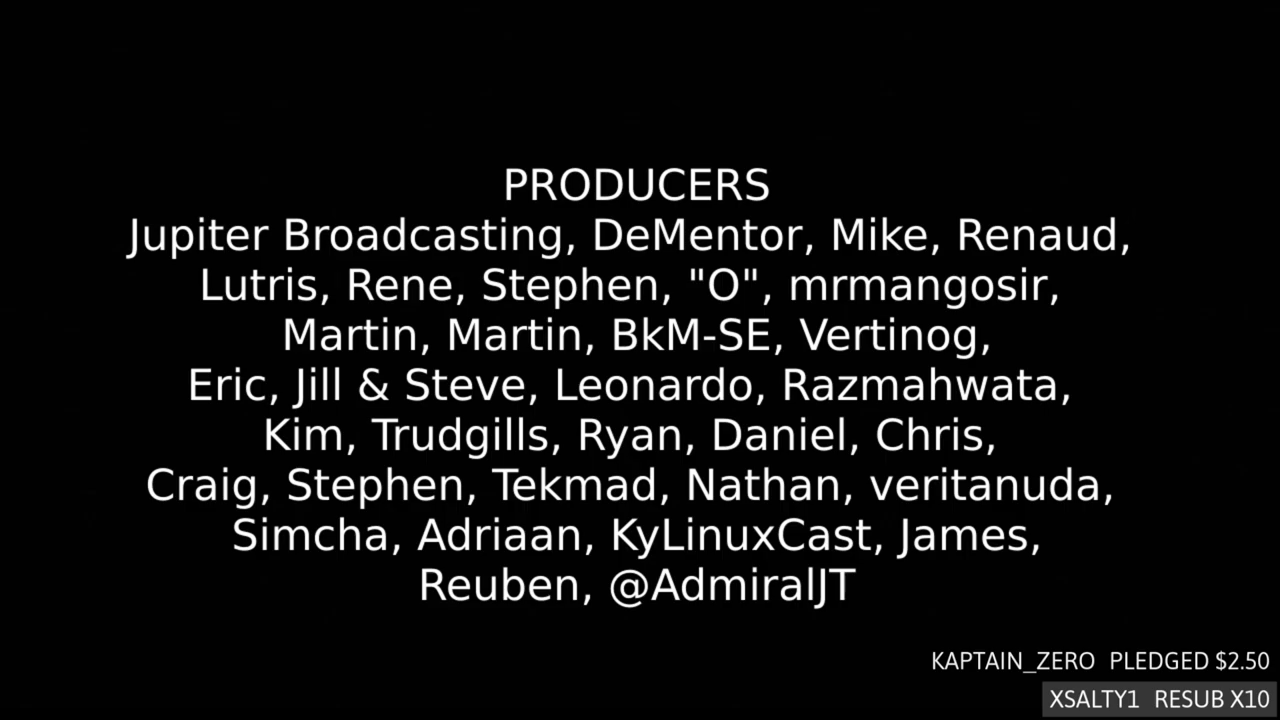 PRODUCERS
Jupiter Broadcasting, DeMentor, Mike, Renaud,
Lutris, Rene, Stephen, "O", mrmangosir,
Martin, Martin, BkM-SE, Vertinog,
Eric, Jill & Steve, Leonardo, Razmahwata,
Kim, Trudgills, Ryan, Daniel, Chris,
Craig, Stephen, Tekmad, Nathan, veritanuda,
Simcha, Adriaan, KyLinuxCast, James,
Reuben, @AdmiralJT
KAPTAIN_ZERO PLEDGED $2.50
XSALTY1 RESUB X10